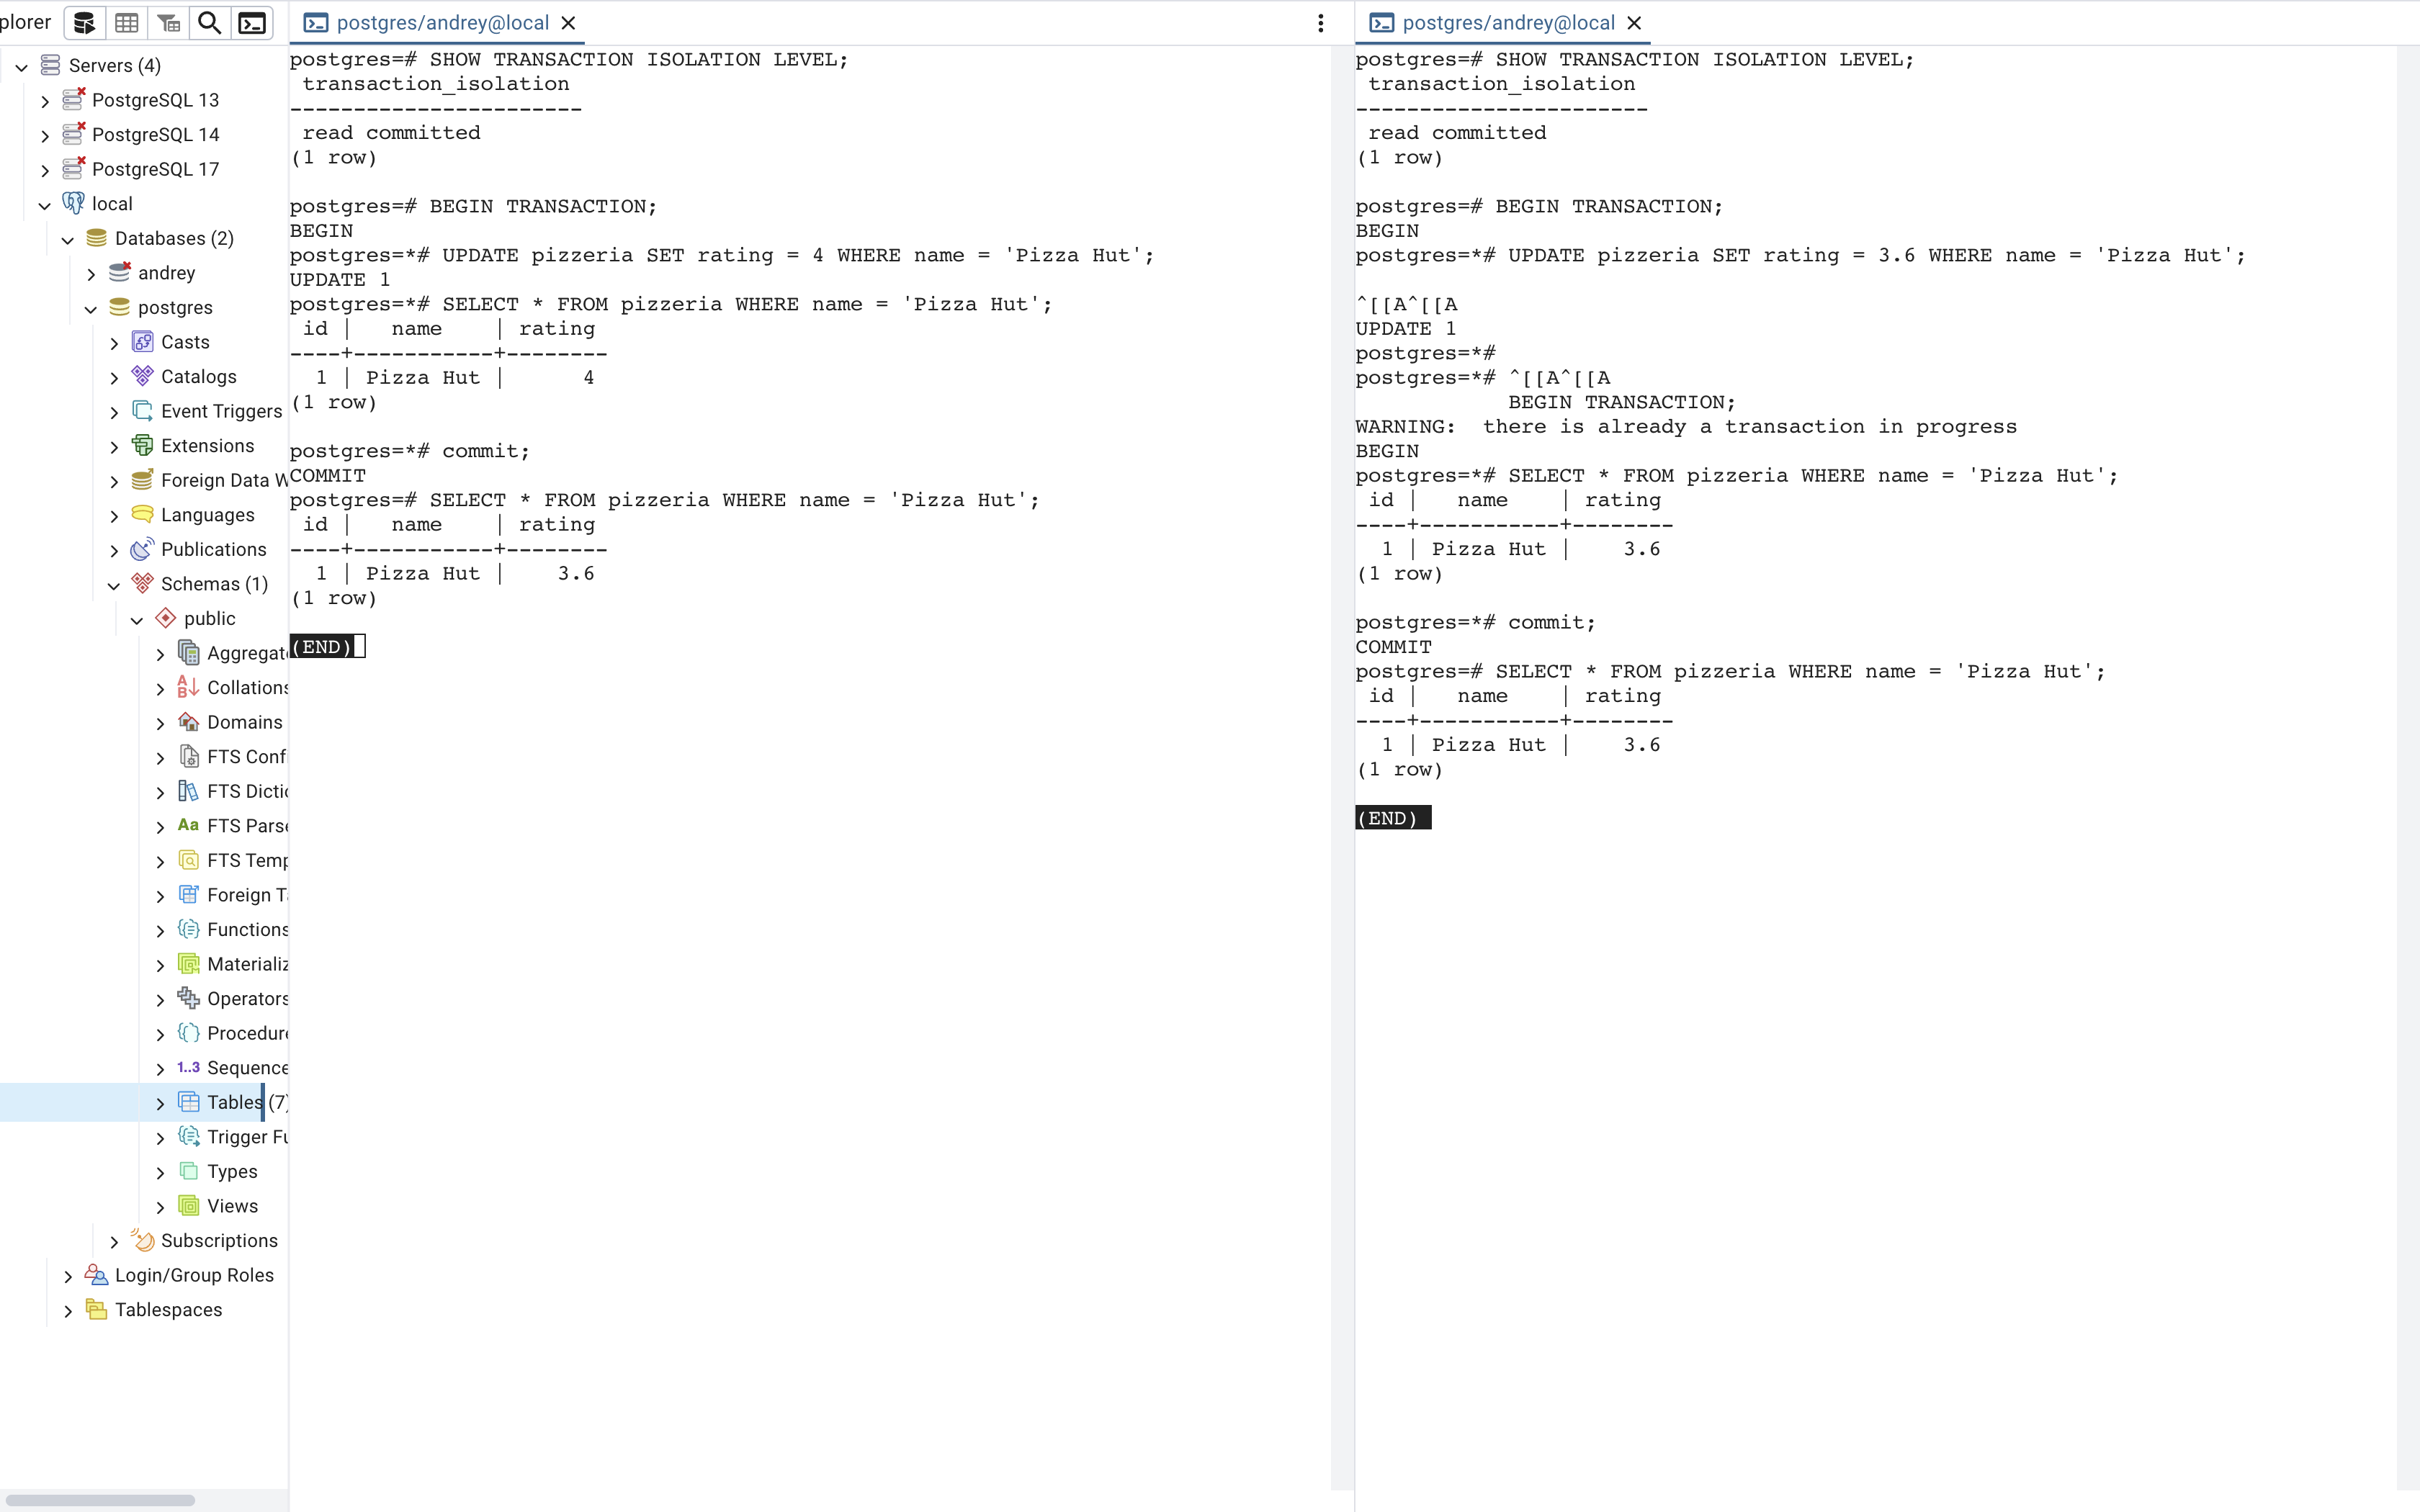 plorer
Servers (4)
PostgreSQL 13
PostgreSQL 14
PostgreSQL 17
local
Databases (2)
andrey
postgres
Casts
Catalogs
Event Triggers
Extensions
Foreign Data W
Languages
Publications
Schemas (1)
public
Aggregat
Collations
Domains
FTS Conf
FTS Dictic
Aa FTS Parse
FTS Temp
Foreign Ta
Functions
Materializ
Operators
Procedure
1..3 Sequence
Tables (7)
Trigger Fu
Types
Views
Subscriptions
Login/Group Roles
Tablespaces
postgres/andrey@local
postgres=# SHOW TRANSACTION ISOLATION LEVEL;
 transaction_isolation
-----------------------
 read committed
(1 row)
postgres=# BEGIN TRANSACTION;
BEGIN
postgres=*# UPDATE pizzeria SET rating = 4 WHERE name = 'Pizza Hut';
UPDATE 1
postgres=*# SELECT * FROM pizzeria WHERE name = 'Pizza Hut';
 id |   name    | rating
----+-----------+--------
  1 | Pizza Hut |      4
(1 row)
postgres=*# commit;
COMMIT
postgres=# SELECT * FROM pizzeria WHERE name = 'Pizza Hut';
 id |   name    | rating
----+-----------+--------
  1 | Pizza Hut |    3.6
(1 row)
(END)
postgres/andrey@local
postgres=# SHOW TRANSACTION ISOLATION LEVEL;
 transaction_isolation
-----------------------
 read committed
(1 row)
postgres=# BEGIN TRANSACTION;
BEGIN
postgres=*# UPDATE pizzeria SET rating = 3.6 WHERE name = 'Pizza Hut';
^[[A^[[A
UPDATE 1
postgres=*#
postgres=*# ^[[A^[[A
            BEGIN TRANSACTION;
WARNING:  there is already a transaction in progress
BEGIN
postgres=*# SELECT * FROM pizzeria WHERE name = 'Pizza Hut';
 id |   name    | rating
----+-----------+--------
  1 | Pizza Hut |    3.6
(1 row)
postgres=*# commit;
COMMIT
postgres=# SELECT * FROM pizzeria WHERE name = 'Pizza Hut';
 id |   name    | rating
----+-----------+--------
  1 | Pizza Hut |    3.6
(1 row)
(END)